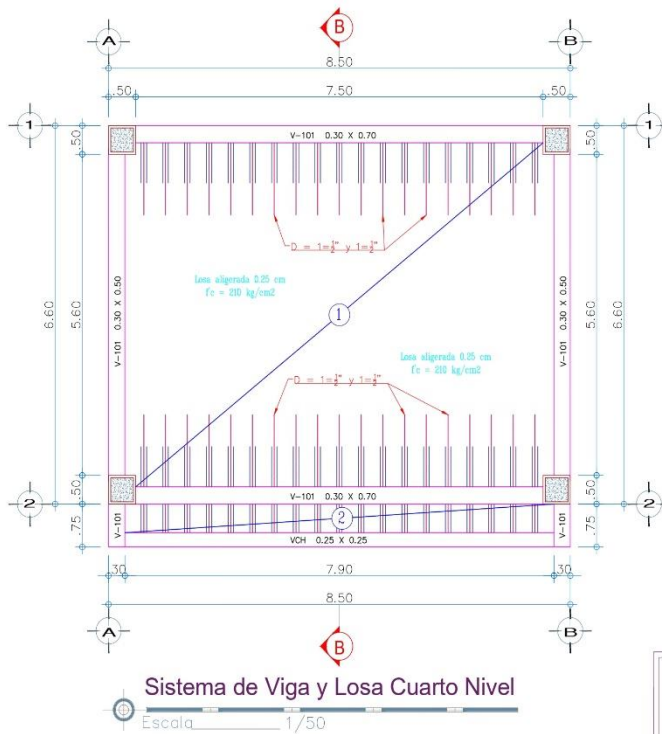 A B B
8.50
.50 7.50 .50
1 1
V-101 0.30 X 0.70
.50 .50
D = 1=½" y 1=½"
Losa aligerada 0.25 cm
fc = 210 kg/cm2
6.60 5.60 V-101 0.30 X 0.50 1 V-101 0.30 X 0.50 5.60 6.60
Losa aligerada 0.25 cm
fc = 210 kg/cm2
D = 1=½" y 1=½"
.50 .50
V-101 0.30 X 0.70
2 2
.75 V-101 2 V-101 .75
VCH 0.25 X 0.25
.30 7.90 .30
8.50
A B B
Sistema de Viga y Losa Cuarto Nivel
Escala 1/50